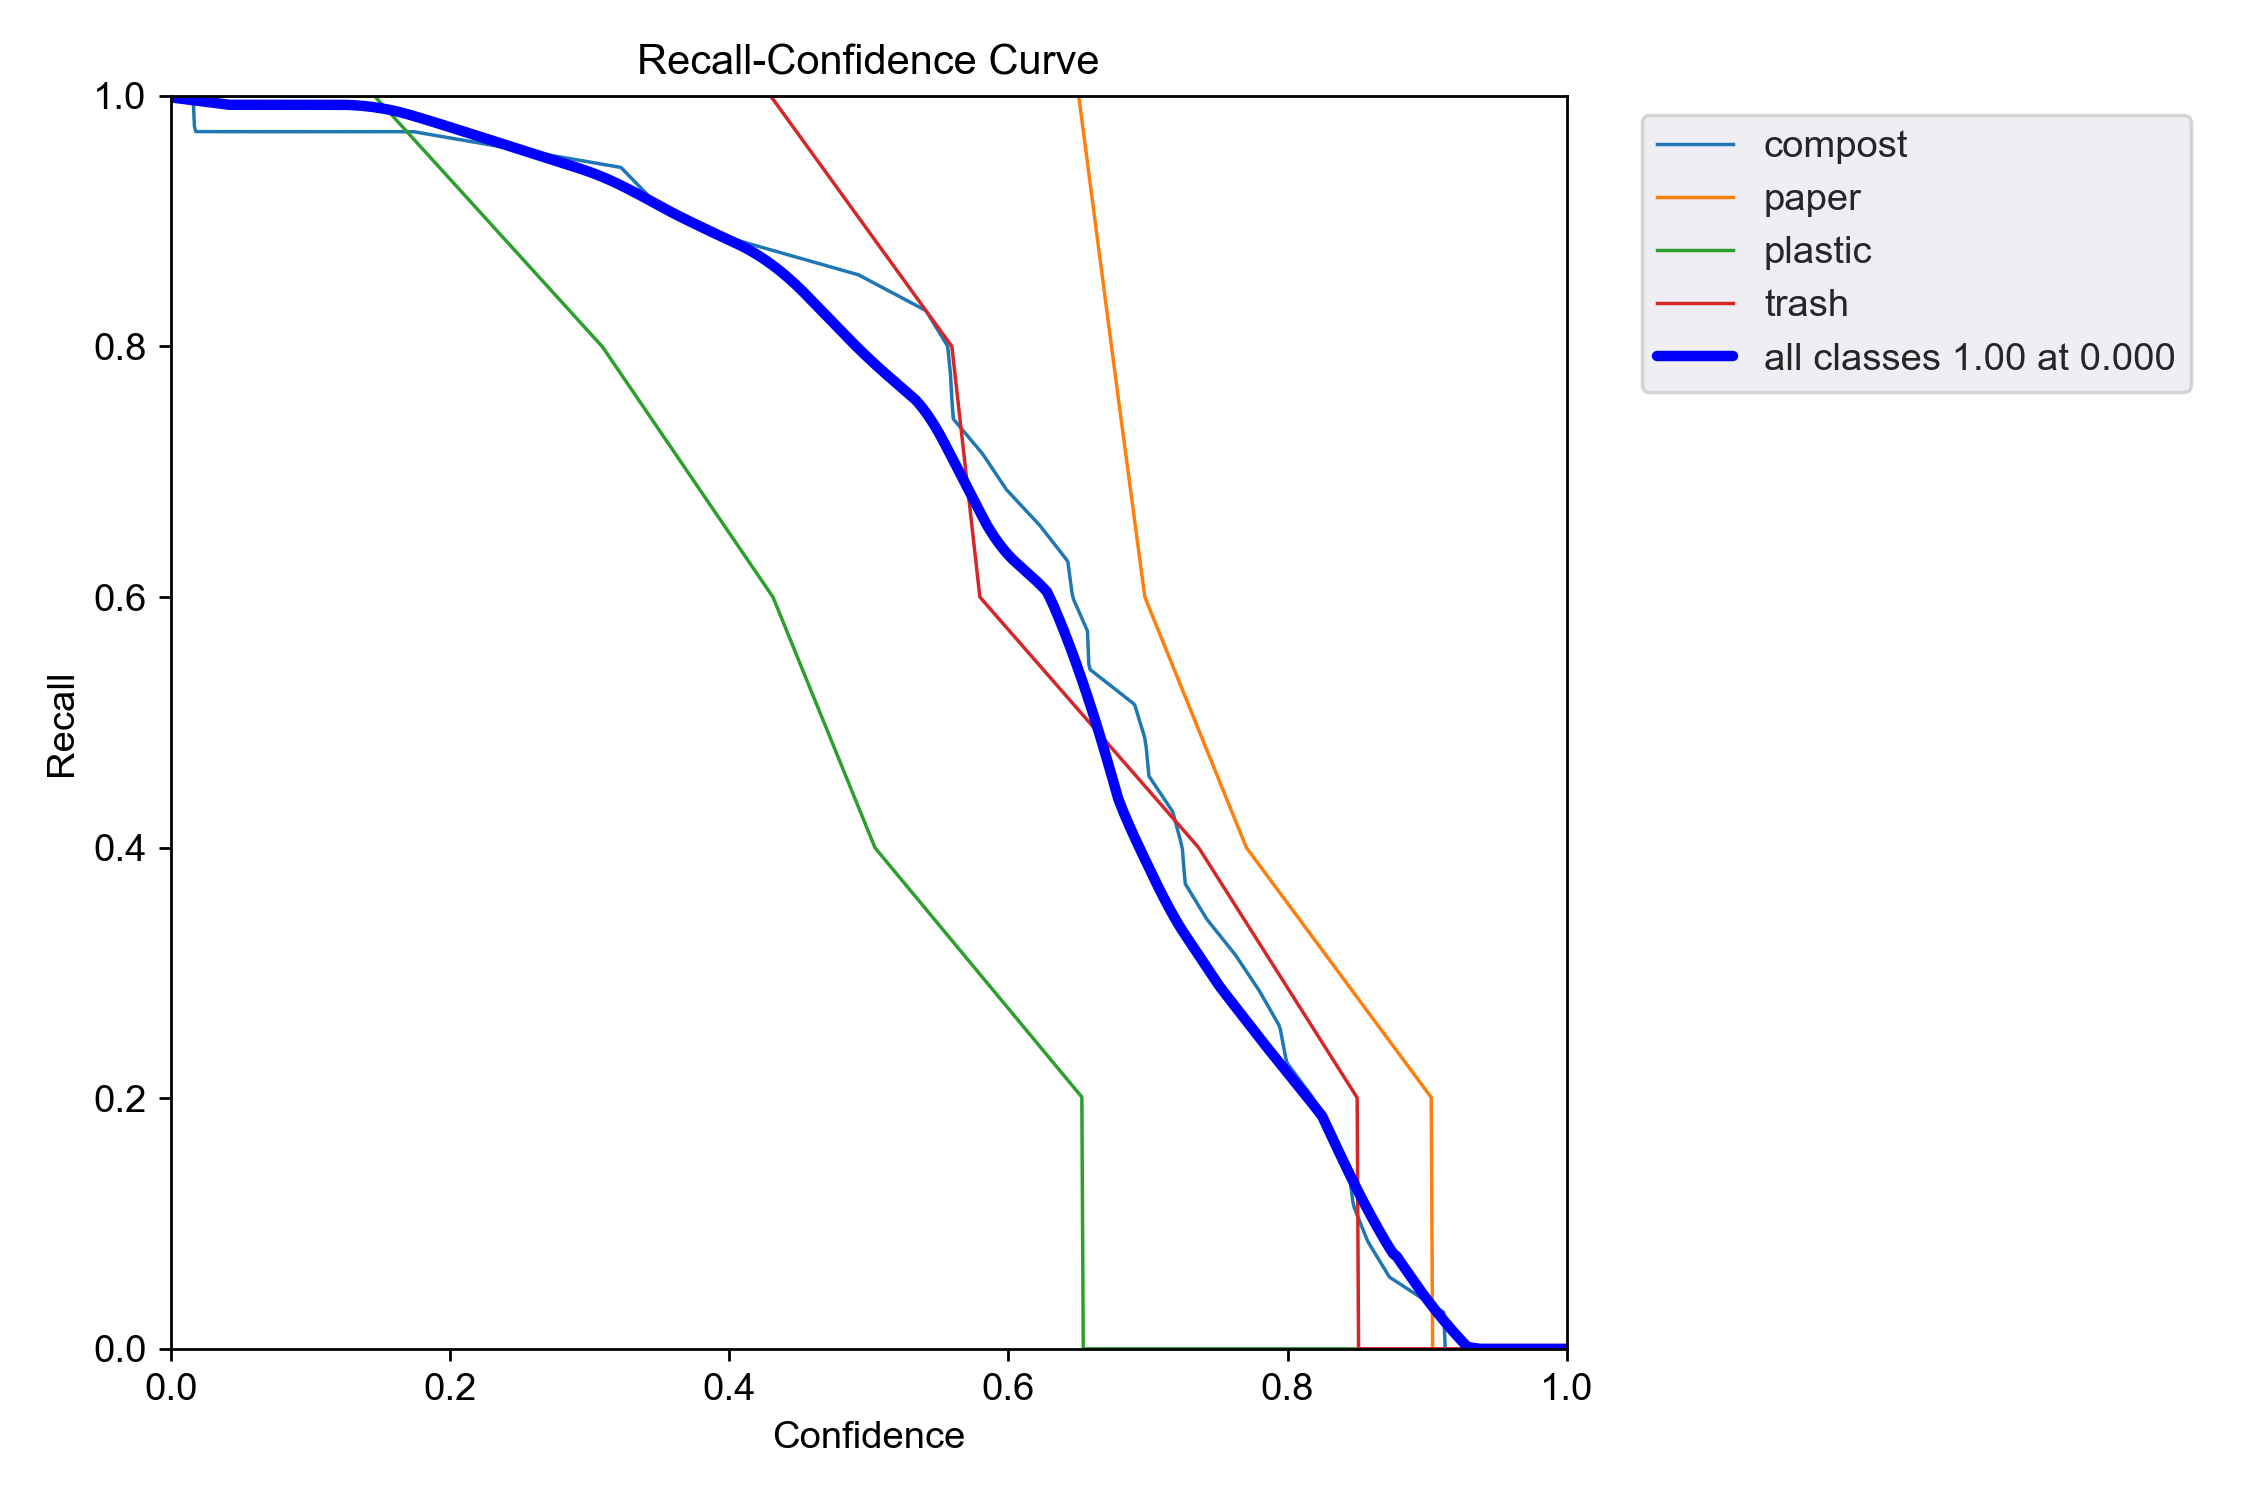 Recall-Confidence Curve
1.0
0.8
0.6
0.4
0.2
0.0
Recall
0.0 0.2 0.4 0.6 0.8 1.0
Confidence
compost
paper
plastic
trash
all classes 1.00 at 0.000